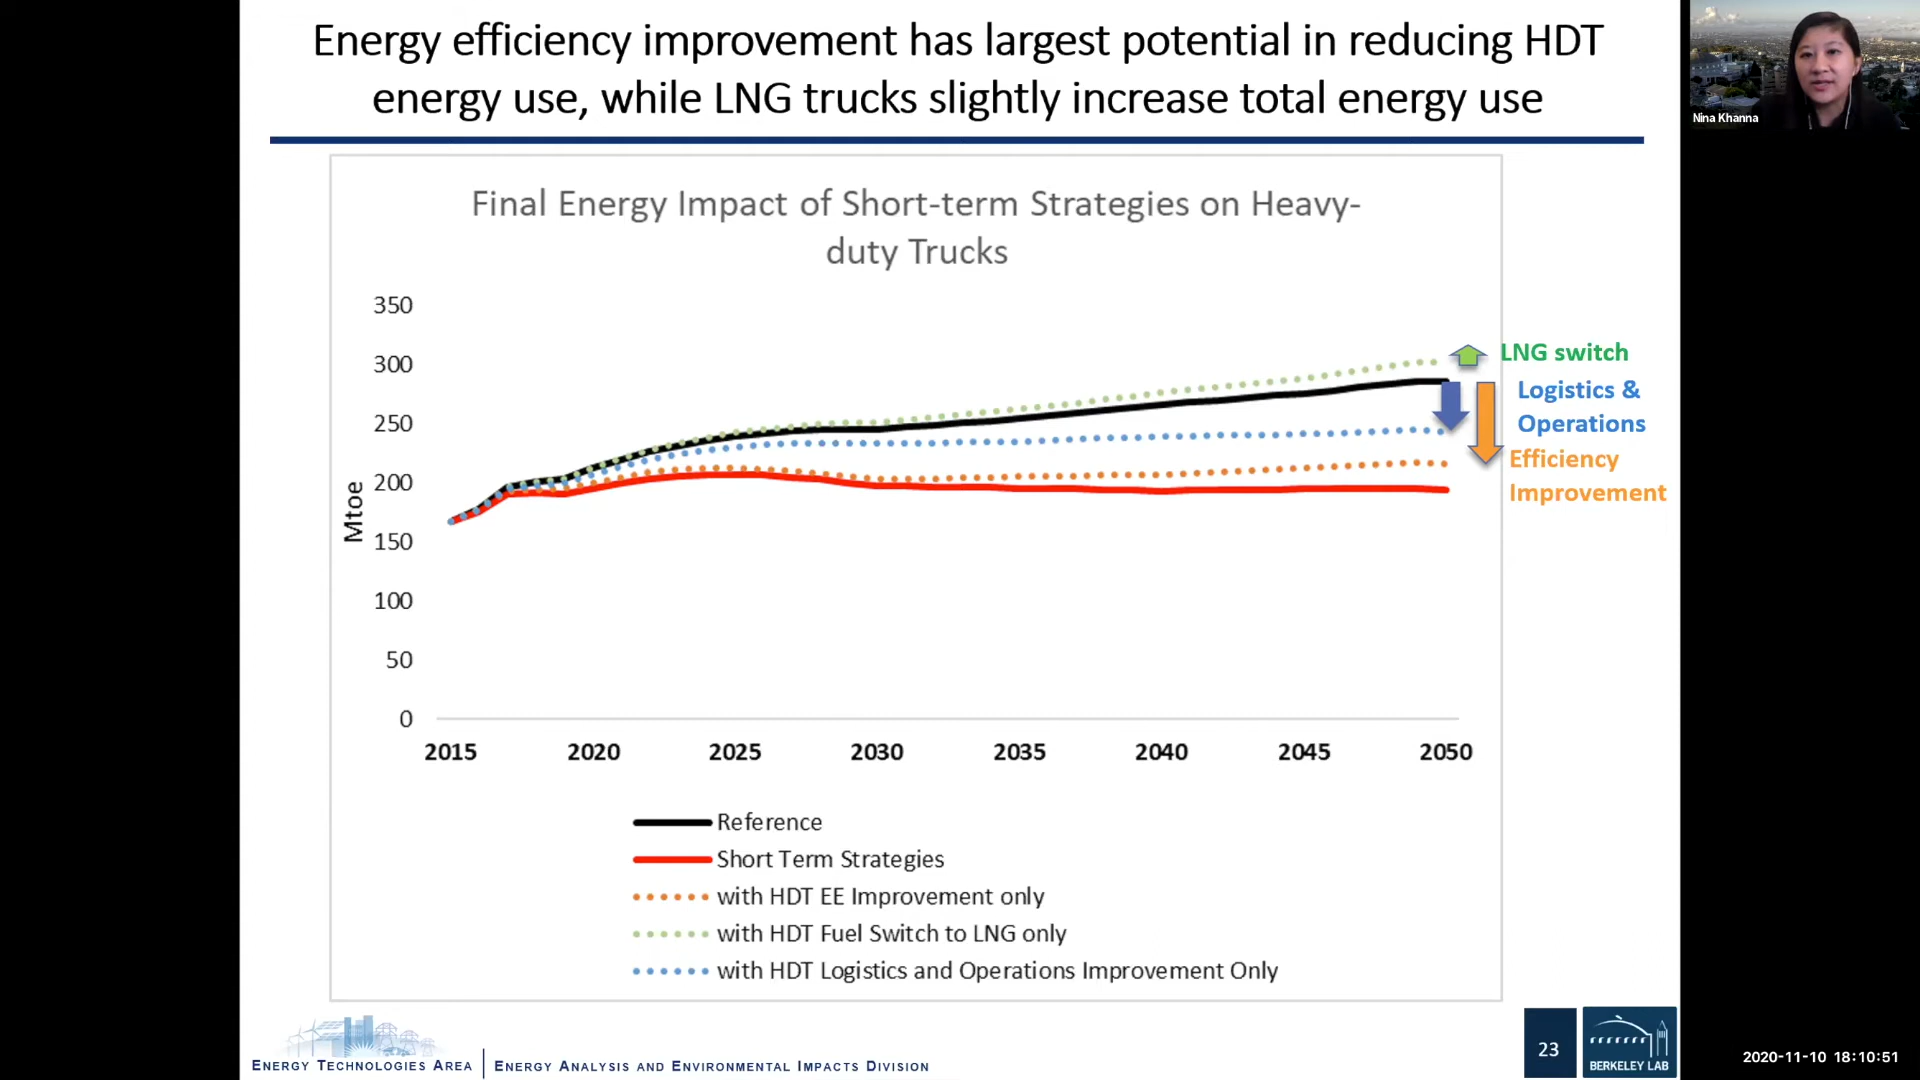 Energy efficiency improvement has largest potential in reducing HDT
energy use, while LNG trucks slightly increase total energy use
Nina Khanna
Final Energy Impact of Short-term Strategies on Heavy-
duty Trucks
Mtoe
350
300
250
200
150
100
50
0
2015 2020 2025 2030 2035 2040 2045 2050
LNG switch
Logistics &
Operations
Efficiency
Improvement
Reference
Short Term Strategies
with HDT EE Improvement only
with HDT Fuel Switch to LNG only
with HDT Logistics and Operations Improvement Only
ENERGY TECHNOLOGIES AREA | ENERGY ANALYSIS AND ENVIRONMENTAL IMPACTS DIVISION
23
BERKELEY LAB
2020-11-10 18:10:51